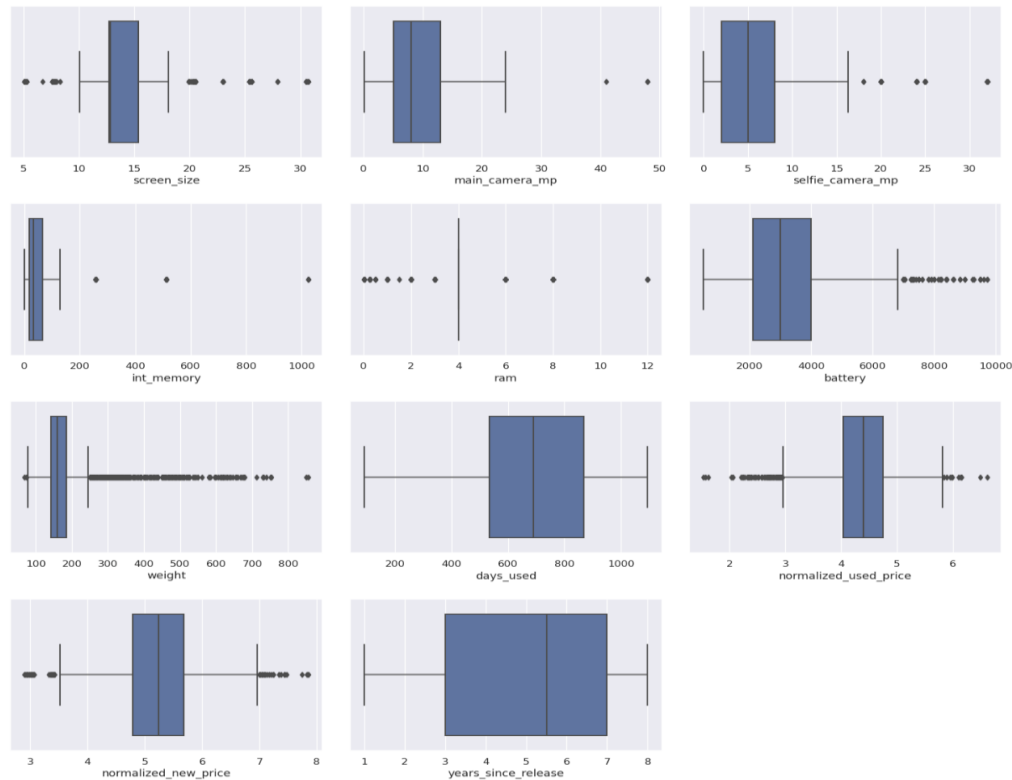 5 10 15 20 25 30
screen_size
0 10 20 30 40 50
main_camera_mp
0 5 10 15 20 25 30
selfie_camera_mp
0 200 400 600 800 1000
int_memory
0 2 4 6 8 10 12
ram
2000 4000 6000 8000 10000
battery
100 200 300 400 500 600 700 800
weight
200 400 600 800 1000
days_used
2 3 4 5 6
normalized_used_price
3 4 5 6 7 8
normalized_new_price
1 2 3 4 5 6 7 8
years_since_release